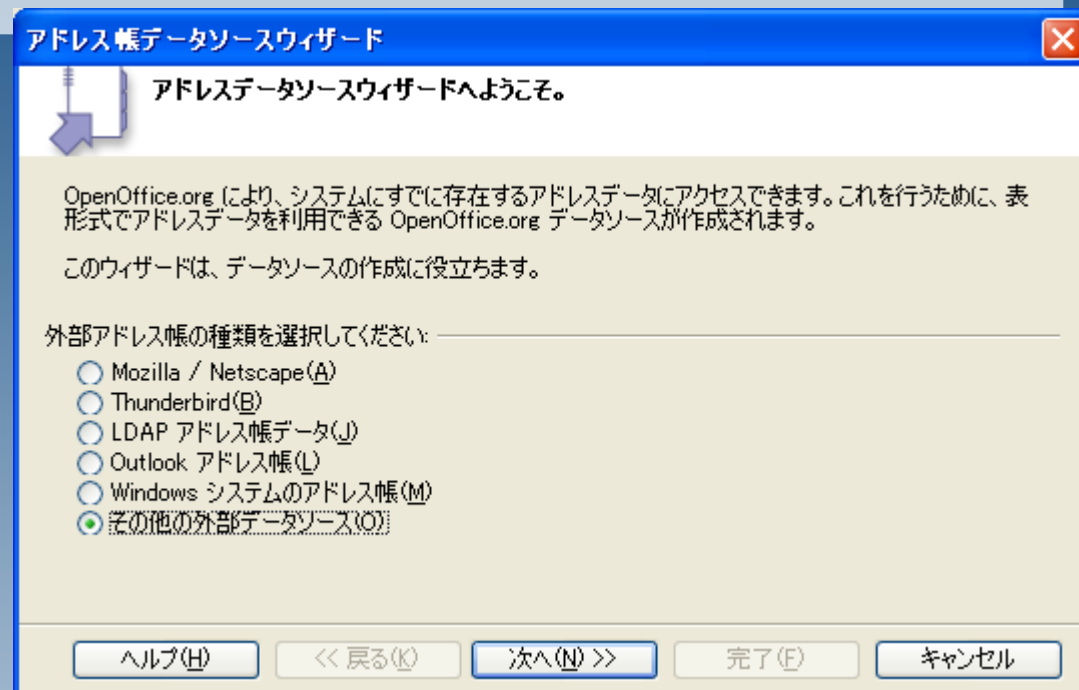 アドレス帳データソースウィザード
アドレスデータソースウィザードへようこそ。
OpenOffice.org により、システムにすでに存在するアドレスデータにアクセスできます。これを行うために、表
形式でアドレスデータを利用できる OpenOffice.org データソースが作成されます。
このウィザードは、データソースの作成に役立ちます。
外部アドレス帳の種類を選択してください:
Mozilla / Netscape(A)
Thunderbird(B)
LDAP アドレス帳データ(J)
Outlook アドレス帳(L)
Windows システムのアドレス帳(M)
その他の外部データソース(O)
ヘルプ(H) << 戻る(K) 次へ(N) >> 完了(F) キャンセル